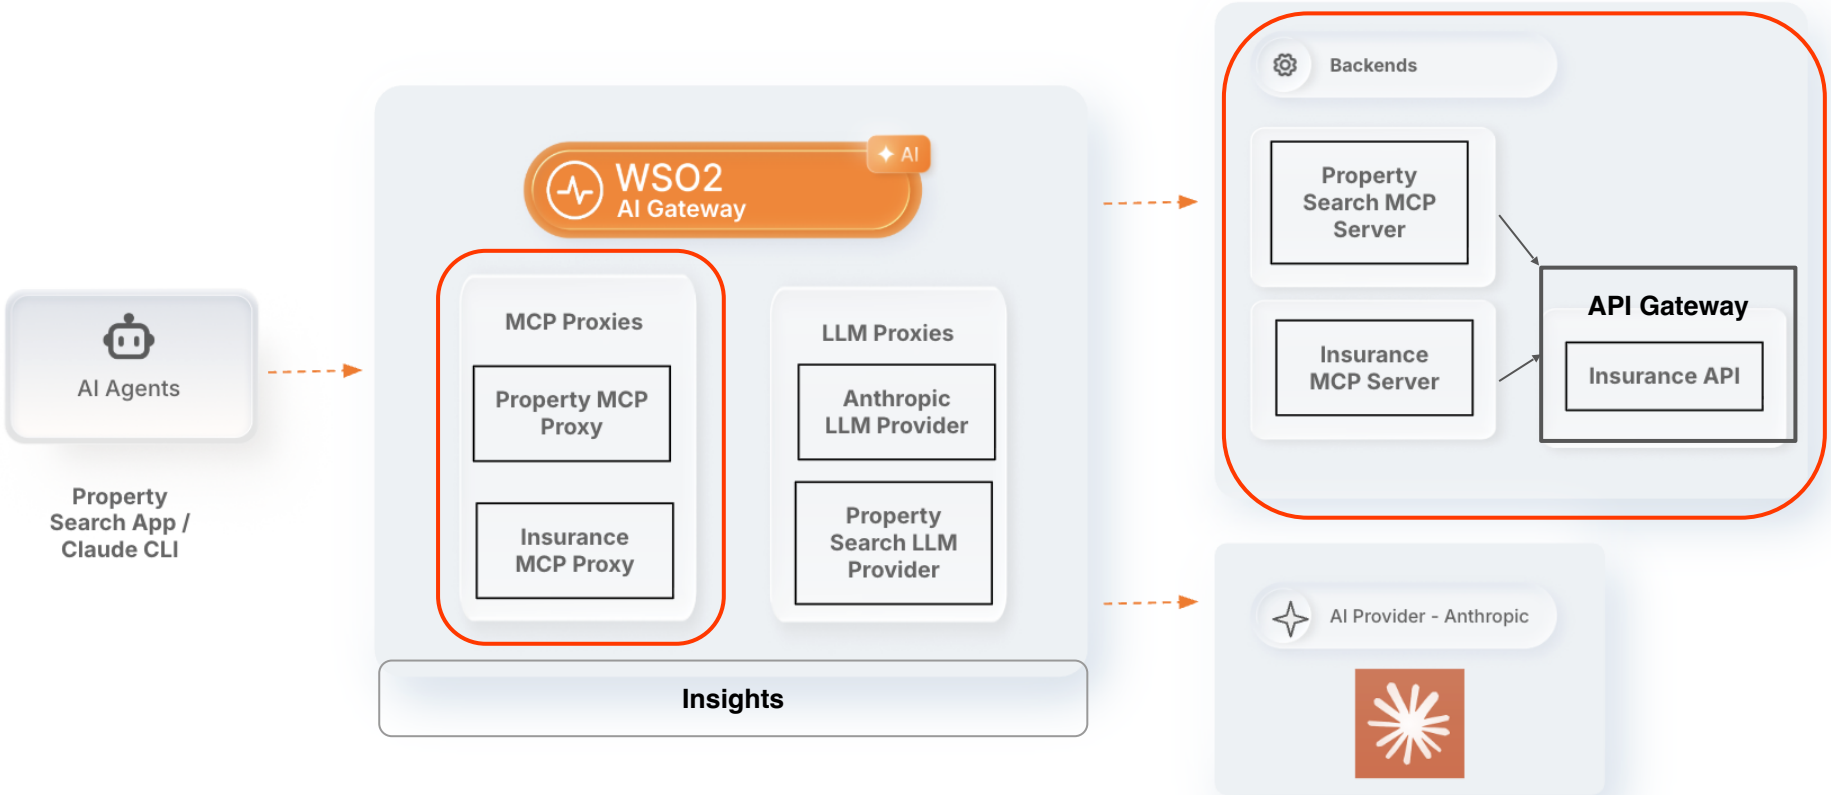 AI Agents
Property
Search App /
Claude CLI
WSO2
AI Gateway
AI
MCP Proxies
Property MCP
Proxy
Insurance
MCP Proxy
LLM Proxies
Anthropic
LLM Provider
Property
Search LLM
Provider
Insights
Backends
Property
Search MCP
Server
Insurance
MCP Server
API Gateway
Insurance API
AI Provider - Anthropic